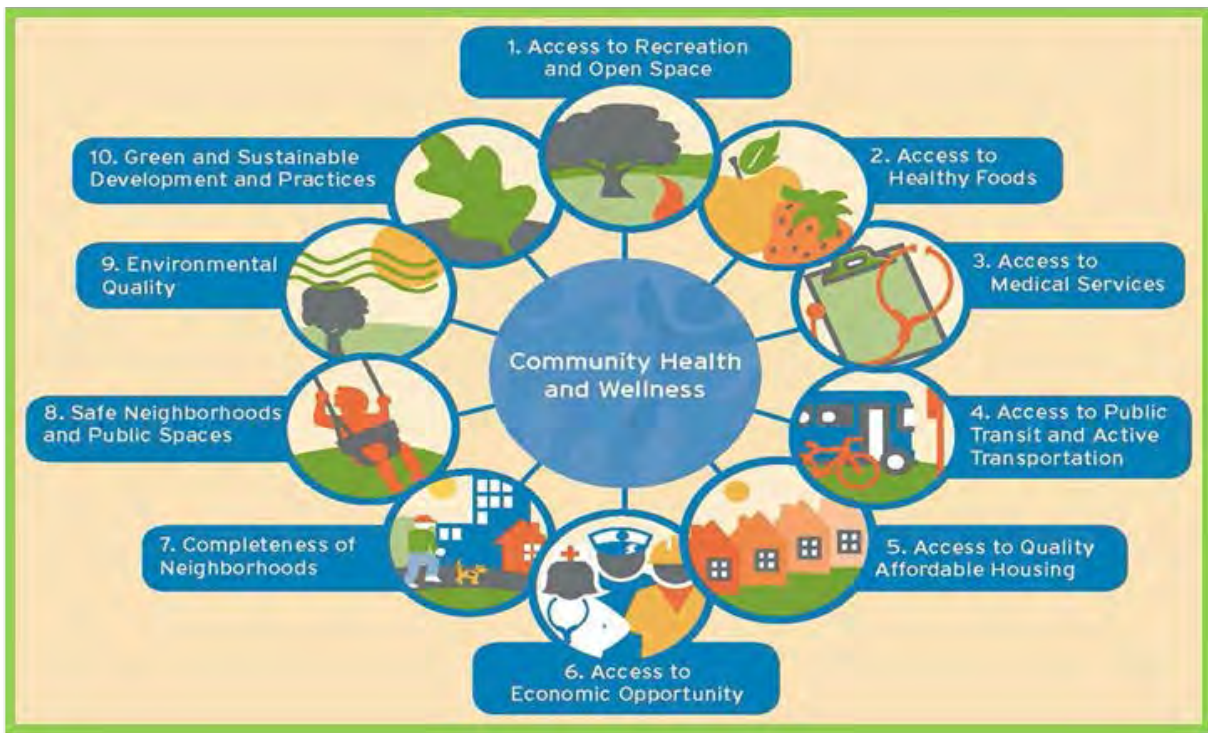 1. Access to Recreation
and Open Space
2. Access to
Healthy Foods
3. Access to
Medical Services
4. Access to Public
Transit and Active
Transportation
5. Access to Quality
Affordable Housing
6. Access to
Economic Opportunity
7. Completeness of
Neighborhoods
8. Safe Neighborhoods
and Public Spaces
9. Environmental
Quality
10. Green and Sustainable
Development and Practices
Community Health
and Wellness